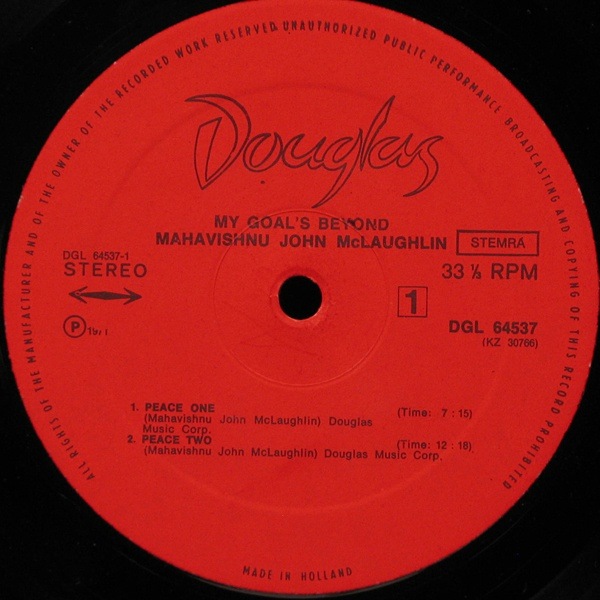 ALL RIGHTS OF THE MANUFACTURER AND OF THE OWNER OF THE RECORDED WORK RESERVED. UNAUTHORIZED PUBLIC PERFORMANCE BROADCASTING AND COPYING OF THIS RECORD PROHIBITED
Douglas
MY GOAL'S BEYOND
MAHAVISHNU JOHN McLAUGHLIN
STEMRA
DGL 64537-1
STEREO
33 ⅓ RPM
1
Ⓟ 1971
DGL 64537
(KZ 30766)
1. PEACE ONE (Time: 7 : 15)
(Mahavishnu John McLaughlin) Douglas
Music Corp.
2. PEACE TWO (Time: 12 : 18)
(Mahavishnu John McLaughlin) Douglas Music Corp.
MADE IN HOLLAND